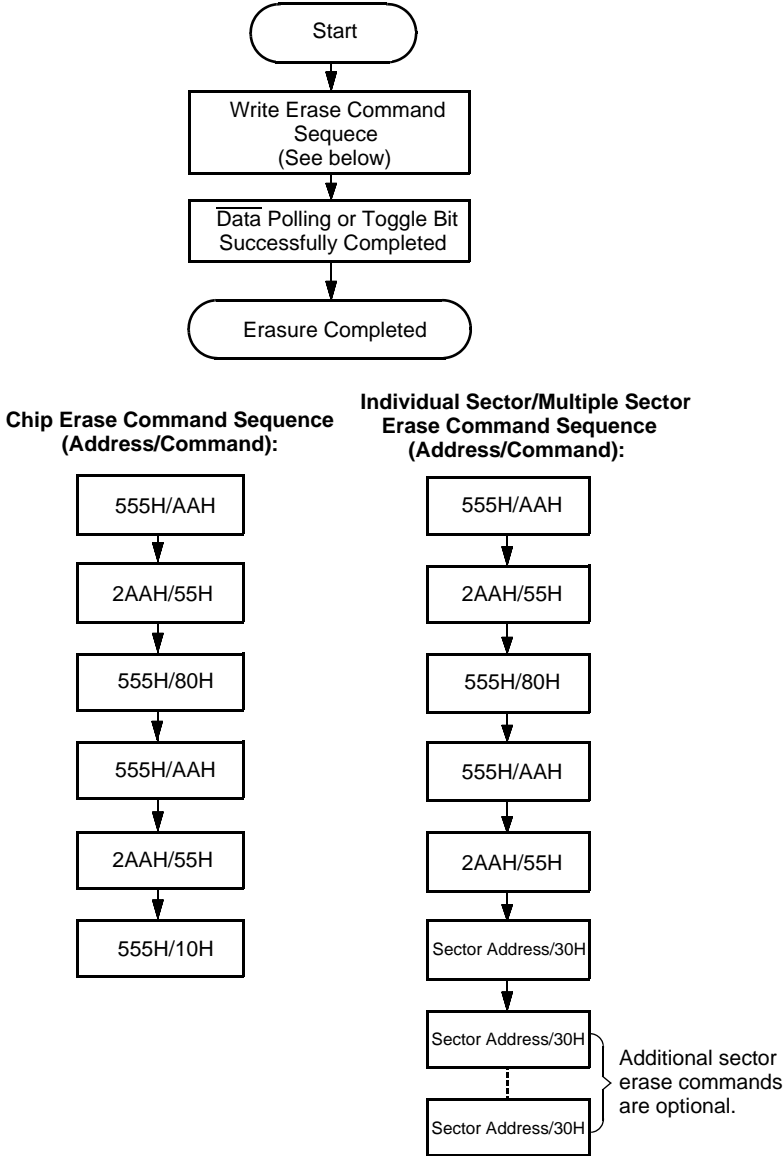 Start
Write Erase Command
Sequece
(See below)
Data Polling or Toggle Bit
Successfully Completed
Erasure Completed
Chip Erase Command Sequence
(Address/Command):
555H/AAH
2AAH/55H
555H/80H
555H/AAH
2AAH/55H
555H/10H
Individual Sector/Multiple Sector
Erase Command Sequence
(Address/Command):
555H/AAH
2AAH/55H
555H/80H
555H/AAH
2AAH/55H
Sector Address/30H
Sector Address/30H
Sector Address/30H
Additional sector
erase commands
are optional.